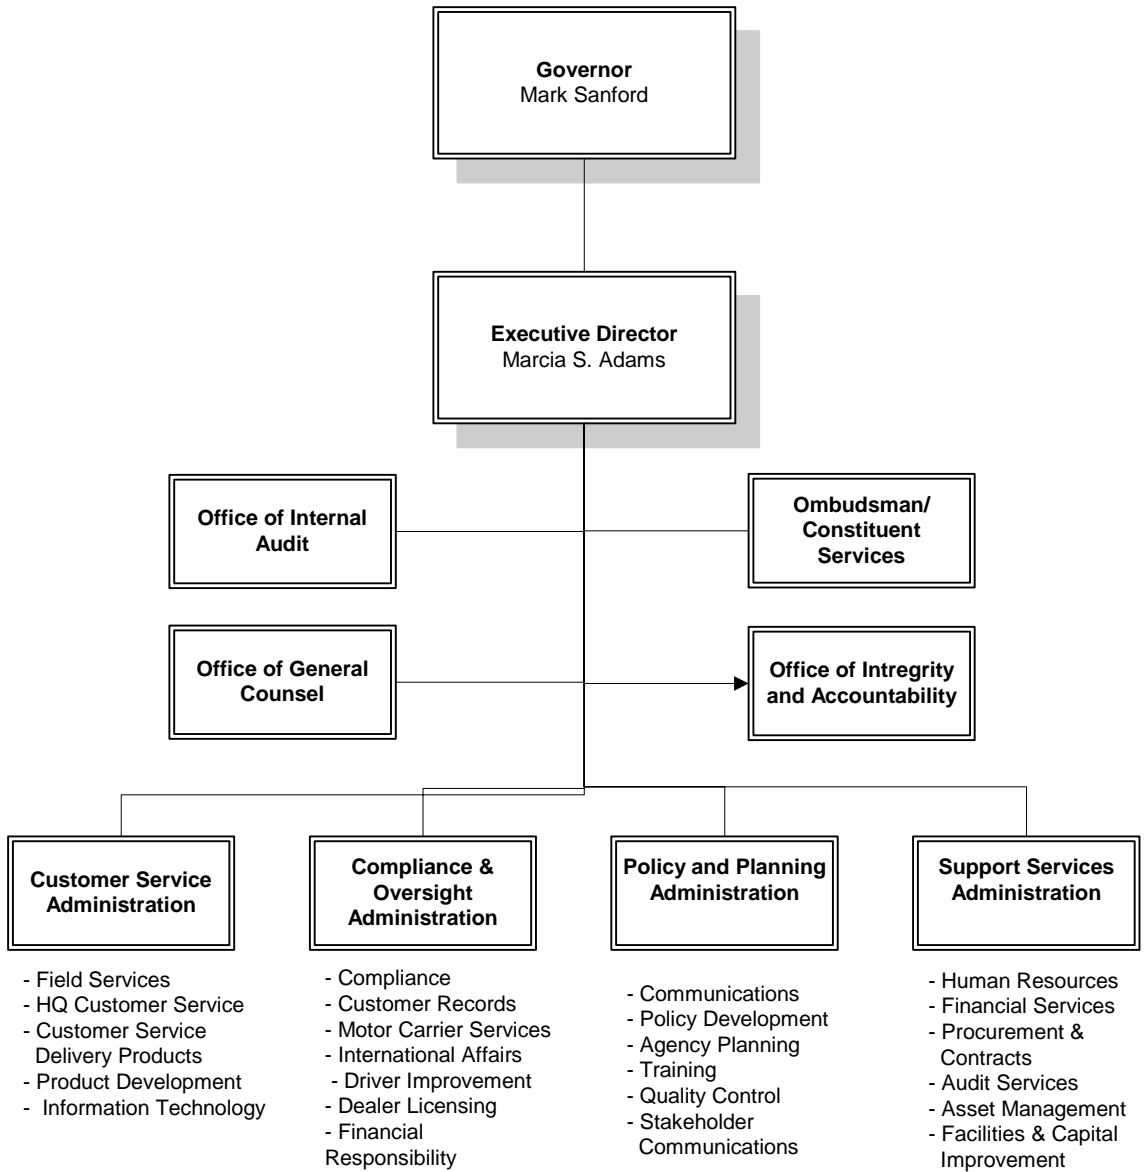 Governor
Mark Sanford
Executive Director
Marcia S. Adams
Office of Internal
Audit
Ombudsman/
Constituent
Services
Office of General
Counsel
Office of Intregrity
and Accountability
Customer Service
Administration
- Field Services
- HQ Customer Service
- Customer Service
Delivery Products
- Product Development
- Information Technology
Compliance &
Oversight
Administration
- Compliance
- Customer Records
- Motor Carrier Services
- International Affairs
- Driver Improvement
- Dealer Licensing
- Financial
Responsibility
Policy and Planning
Administration
- Communications
- Policy Development
- Agency Planning
- Training
- Quality Control
- Stakeholder
Communications
Support Services
Administration
- Human Resources
- Financial Services
- Procurement &
Contracts
- Audit Services
- Asset Management
- Facilities & Capital
Improvement